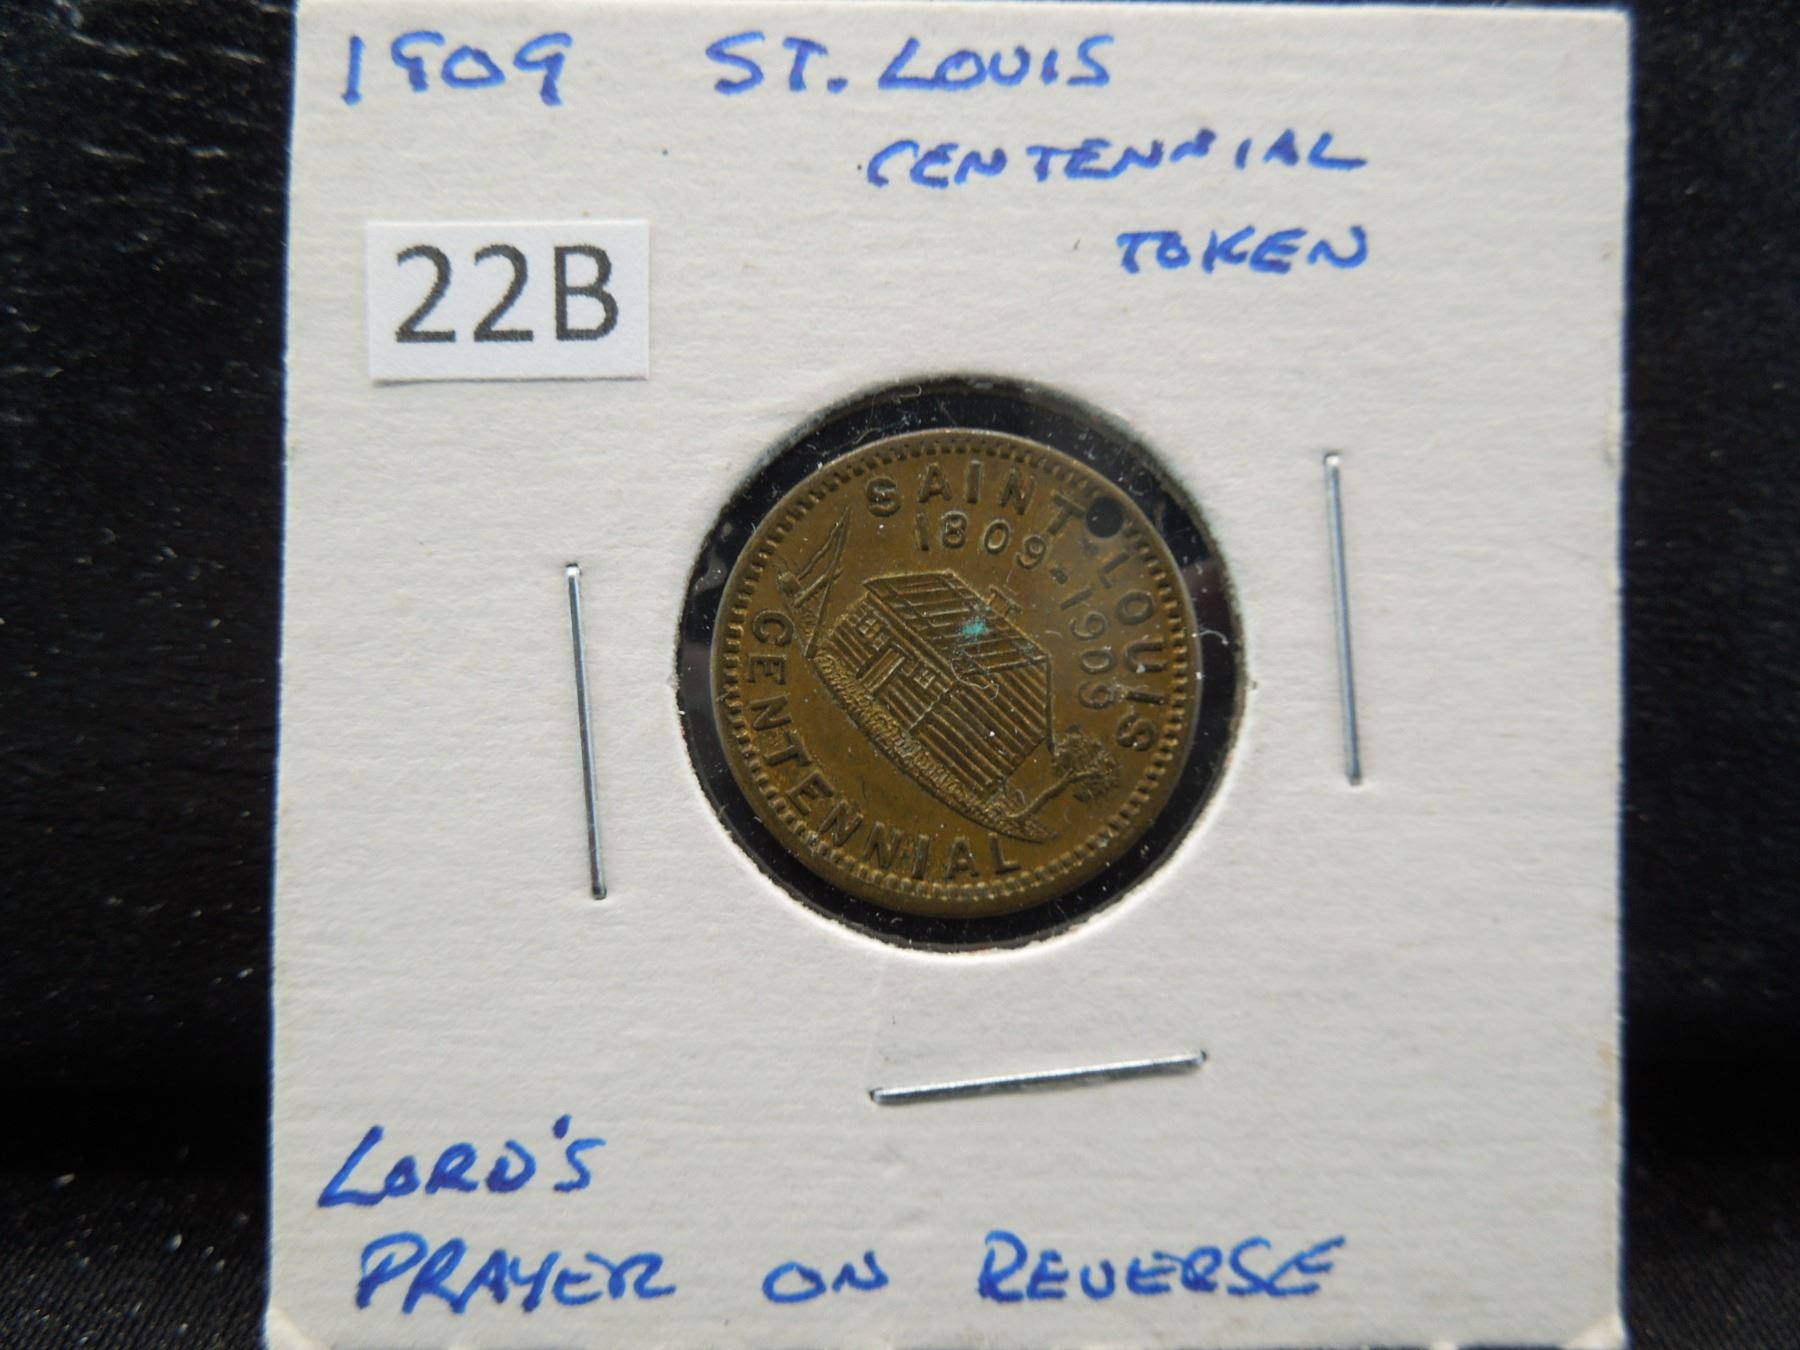 1909 ST. LOUIS
CENTENNIAL
TOKEN
22B
SAINT LOUIS
1809-1909
CENTENNIAL
LORD'S
PRAYER ON REVERSE